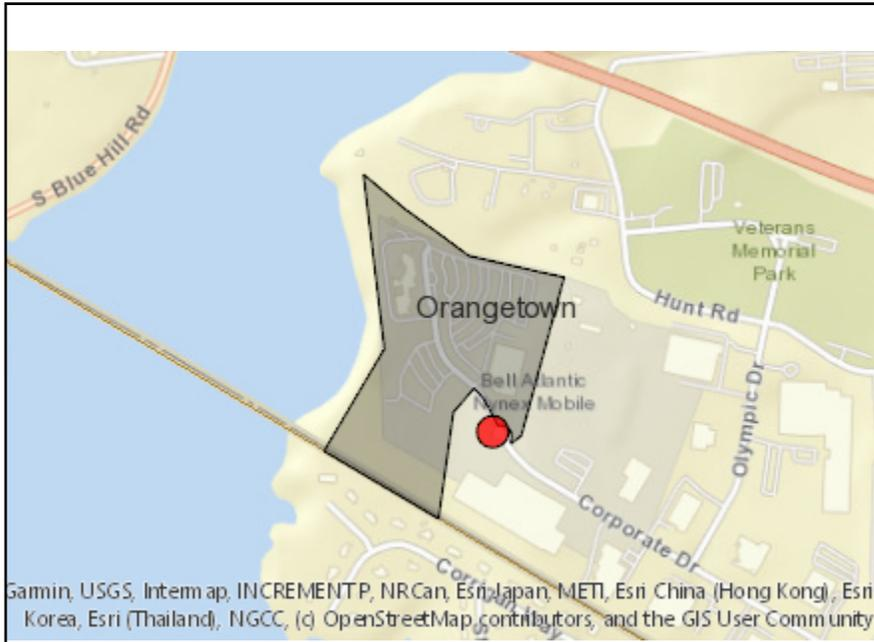 S Blue Hill Rd
Veterans
Memorial
Park
Orangetown
Hunt Rd
Bell Atlantic
Nynex Mobile
Olympic Dr
Corporate Dr
Garmin, USGS, Intermap, INCREMENT P, NRCan, Esri Japan, METI, Esri China (Hong Kong), Esri
Korea, Esri (Thailand), NGCC, (c) OpenStreetMap contributors, and the GIS User Community